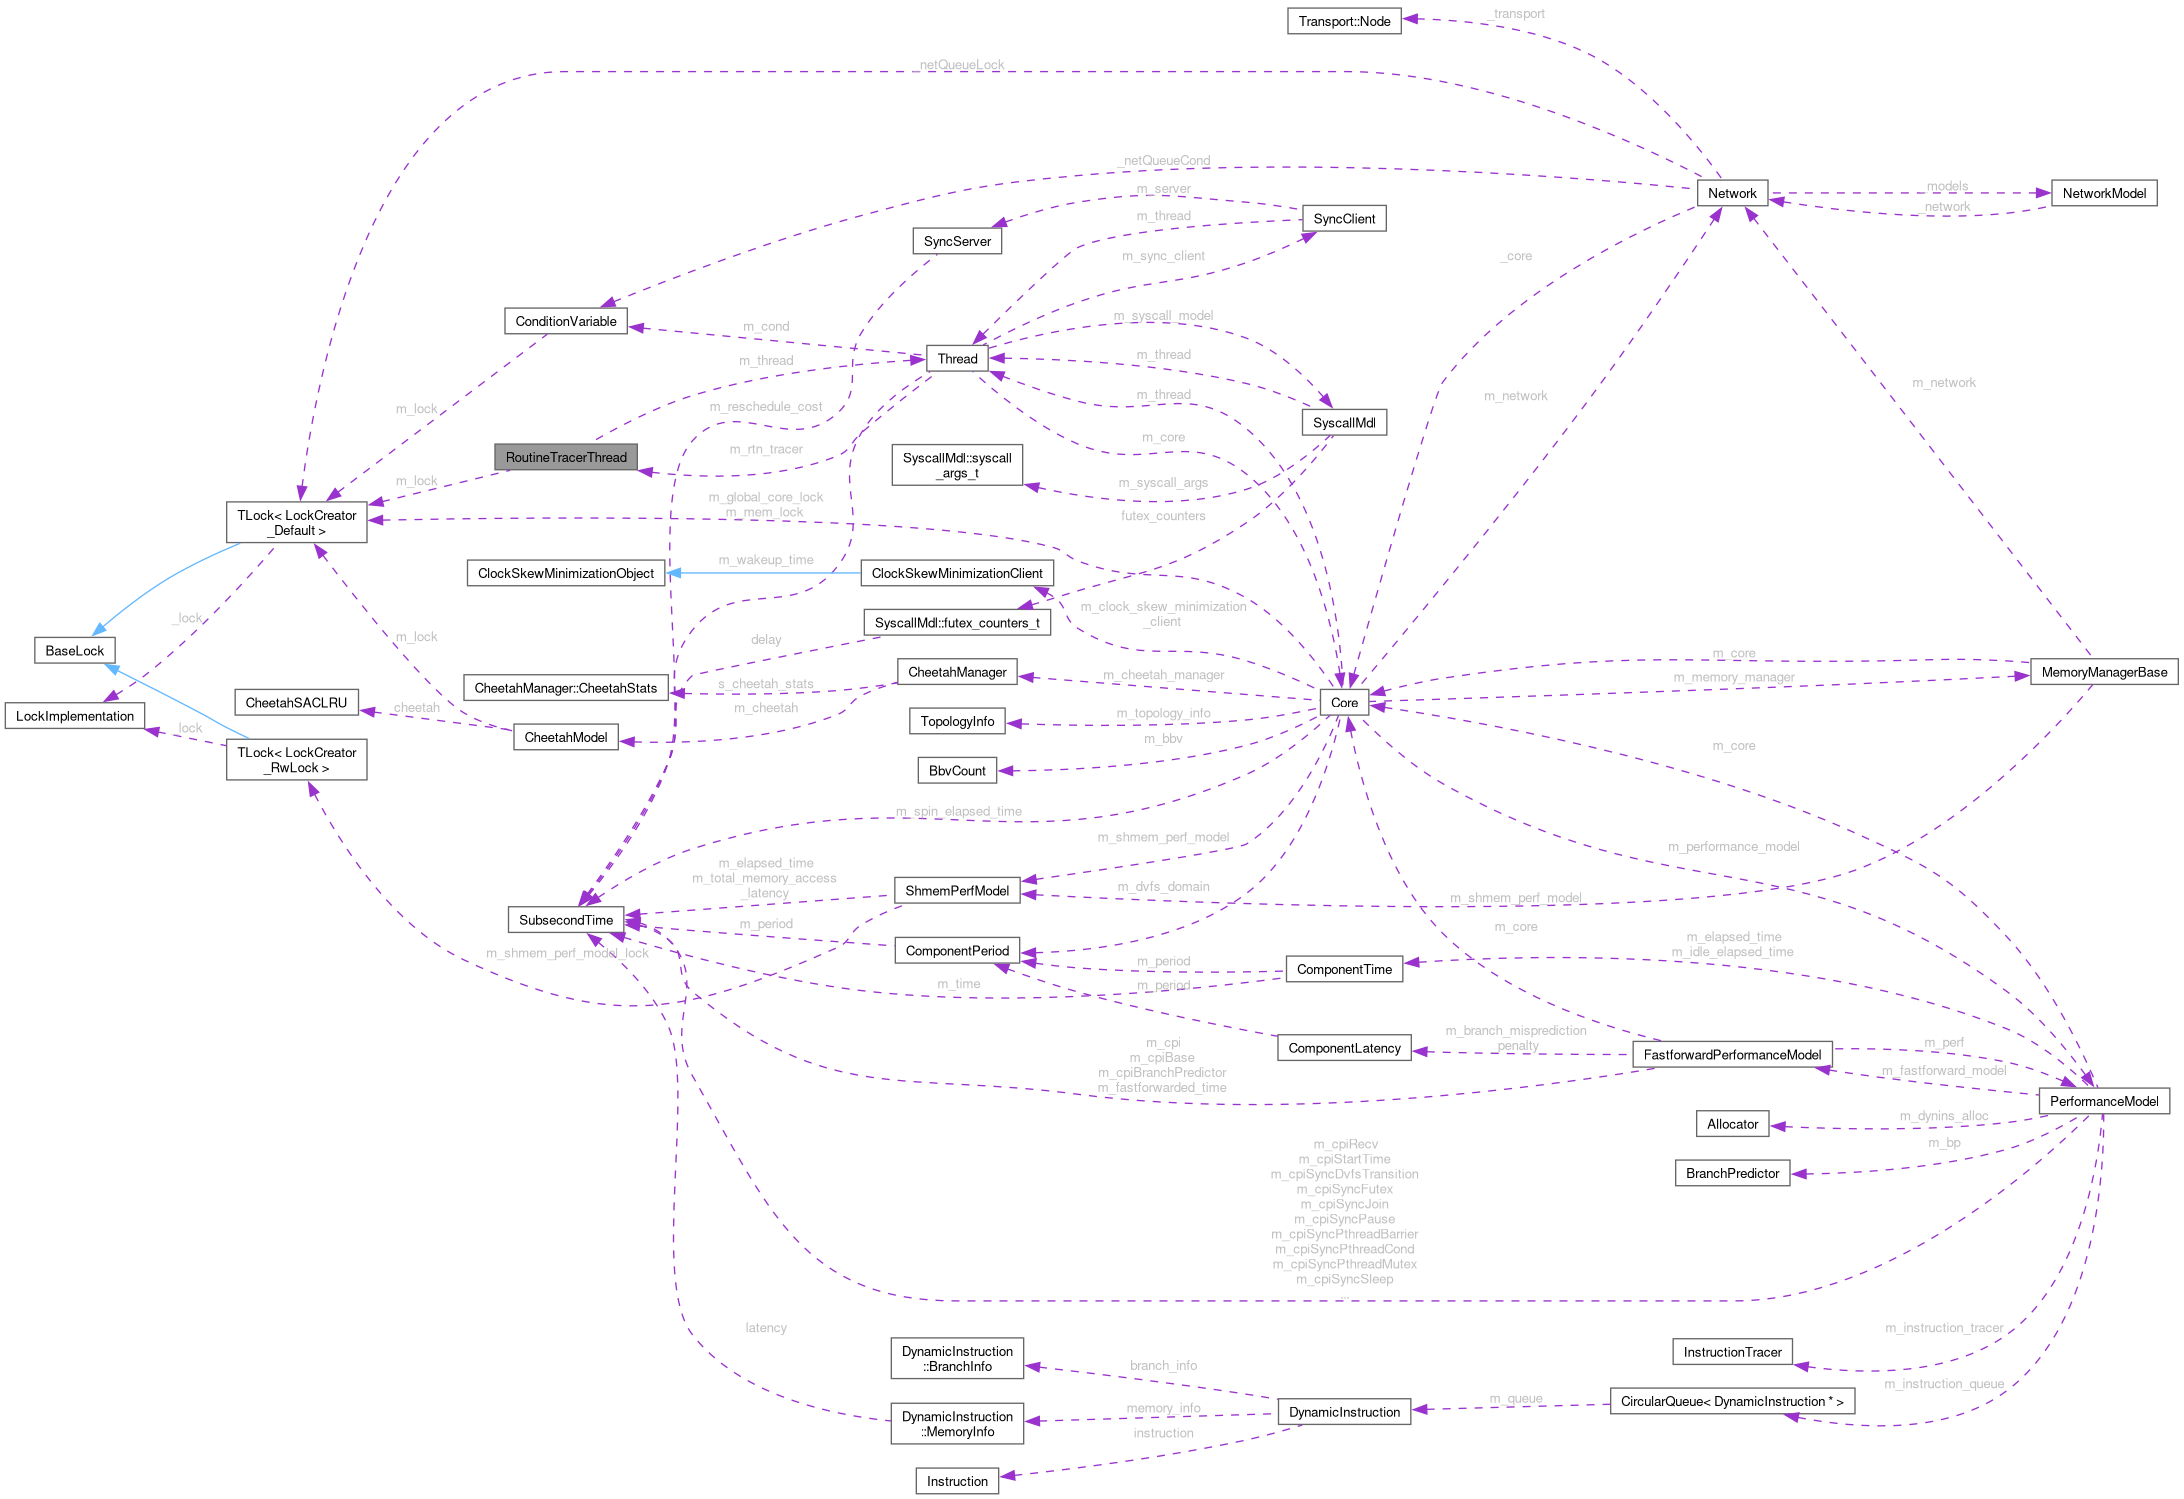 Transport::Node
_transport
_netQueueLock
_netQueueCond
m_server
m_thread
m_sync_client
SyncServer
SyncClient
Network
models
_network
NetworkModel
_core
m_network
m_network
ConditionVariable
m_cond
m_thread
Thread
m_syscall_model
m_thread
m_thread
m_core
SyscallMdl
m_lock
m_reschedule_cost
m_rtn_tracer
RoutineTracerThread
m_lock
SyscallMdl::syscall
_args_t
m_syscall_args
futex_counters
TLock< LockCreator
_Default >
m_global_core_lock
m_mem_lock
m_wakeup_time
ClockSkewMinimizationObject
ClockSkewMinimizationClient
m_clock_skew_minimization
_client
SyscallMdl::futex_counters_t
delay
_lock
m_lock
BaseLock
CheetahManager
CheetahManager::CheetahStats
s_cheetah_stats
m_cheetah
m_cheetah_manager
CheetahSACLRU
cheetah
CheetahModel
LockImplementation
_lock
TLock< LockCreator
_RwLock >
TopologyInfo
m_topology_info
m_bbv
BbvCount
Core
m_core
m_memory_manager
MemoryManagerBase
m_core
m_spin_elapsed_time
m_shmem_perf_model
m_performance_model
m_elapsed_time
m_total_memory_access
_latency
ShmemPerfModel
m_dvfs_domain
m_shmem_perf_model
SubsecondTime
m_period
ComponentPeriod
m_core
m_shmem_perf_model_lock
m_time
m_period
m_period
ComponentTime
m_elapsed_time
m_idle_elapsed_time
ComponentLatency
m_branch_misprediction
_penalty
FastforwardPerformanceModel
m_perf
m_fastforward_model
PerformanceModel
m_cpi
m_cpiBase
m_cpiBranchPredictor
m_fastforwarded_time
Allocator
m_dynins_alloc
m_bp
BranchPredictor
m_cpiRecv
m_cpiStartTime
m_cpiSyncDvfsTransition
m_cpiSyncFutex
m_cpiSyncJoin
m_cpiSyncPause
m_cpiSyncPthreadBarrier
m_cpiSyncPthreadCond
m_cpiSyncPthreadMutex
m_cpiSyncSleep
...
latency
DynamicInstruction
::BranchInfo
branch_info
InstructionTracer
m_instruction_tracer
m_instruction_queue
DynamicInstruction
::MemoryInfo
memory_info
instruction
DynamicInstruction
m_queue
CircularQueue< DynamicInstruction * >
Instruction